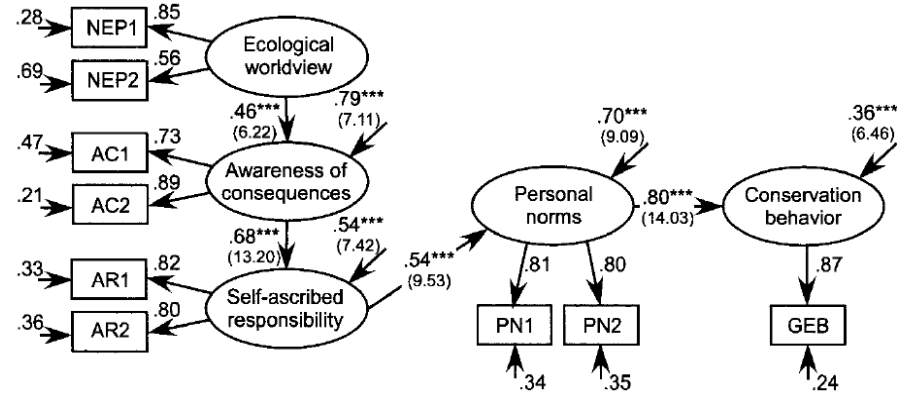 .28
NEP1
.85
.69
NEP2
.56
Ecological
worldview
.46***
(6.22)
.79***
(7.11)
.47
AC1
.73
.21
AC2
.89
Awareness of
consequences
.68***
(13.20)
.54***
(7.42)
.33
AR1
.82
.36
AR2
.80
Self-ascribed
responsibility
.54***
(9.53)
.70***
(9.09)
Personal
norms
.80***
(14.03)
.36***
(6.46)
Conservation
behavior
.81
.80
.87
PN1
PN2
GEB
.34
.35
.24